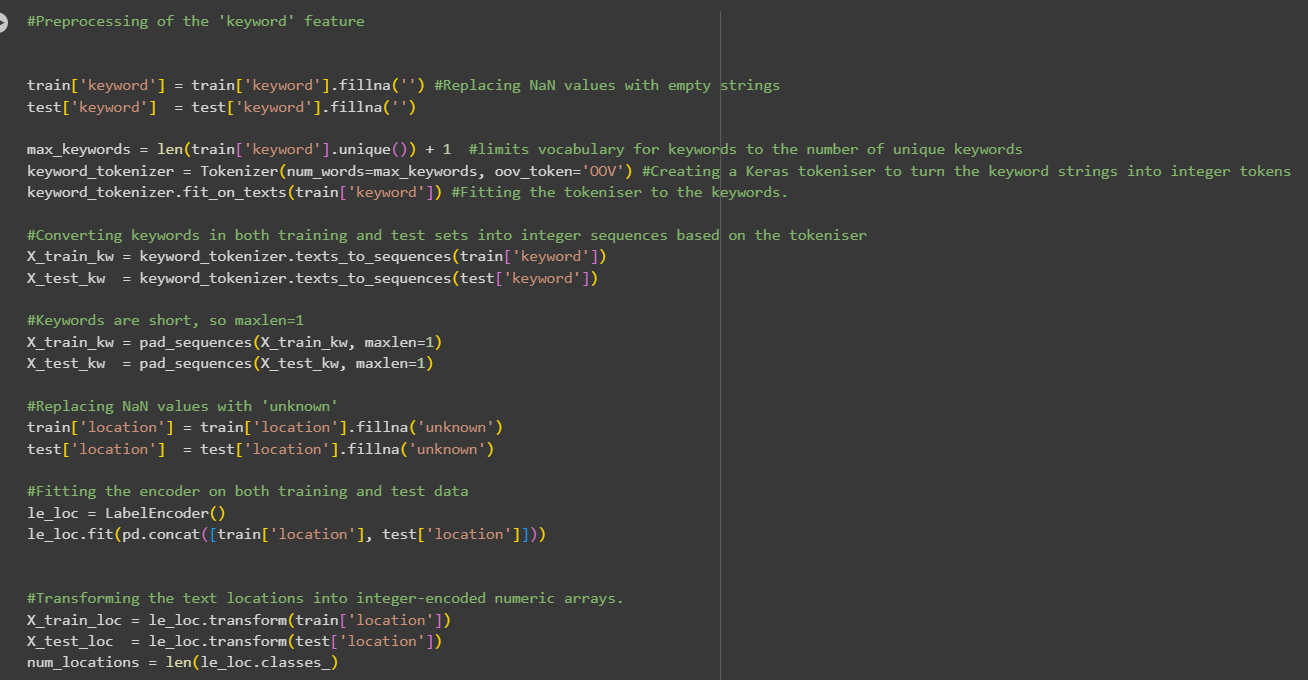 #Preprocessing of the 'keyword' feature
train['keyword'] = train['keyword'].fillna('') #Replacing NaN values with empty strings
test['keyword']  = test['keyword'].fillna('')
max_keywords = len(train['keyword'].unique()) + 1  #limits vocabulary for keywords to the number of unique keywords
keyword_tokenizer = Tokenizer(num_words=max_keywords, oov_token='OOV') #Creating a Keras tokeniser to turn the keyword strings into integer tokens
keyword_tokenizer.fit_on_texts(train['keyword']) #Fitting the tokeniser to the keywords.
#Converting keywords in both training and test sets into integer sequences based on the tokeniser
X_train_kw = keyword_tokenizer.texts_to_sequences(train['keyword'])
X_test_kw  = keyword_tokenizer.texts_to_sequences(test['keyword'])
#Keywords are short, so maxlen=1
X_train_kw = pad_sequences(X_train_kw, maxlen=1)
X_test_kw  = pad_sequences(X_test_kw, maxlen=1)
#Replacing NaN values with 'unknown'
train['location'] = train['location'].fillna('unknown')
test['location']  = test['location'].fillna('unknown')
#Fitting the encoder on both training and test data
le_loc = LabelEncoder()
le_loc.fit(pd.concat([train['location'], test['location']]))
#Transforming the text locations into integer-encoded numeric arrays.
X_train_loc = le_loc.transform(train['location'])
X_test_loc  = le_loc.transform(test['location'])
num_locations = len(le_loc.classes_)